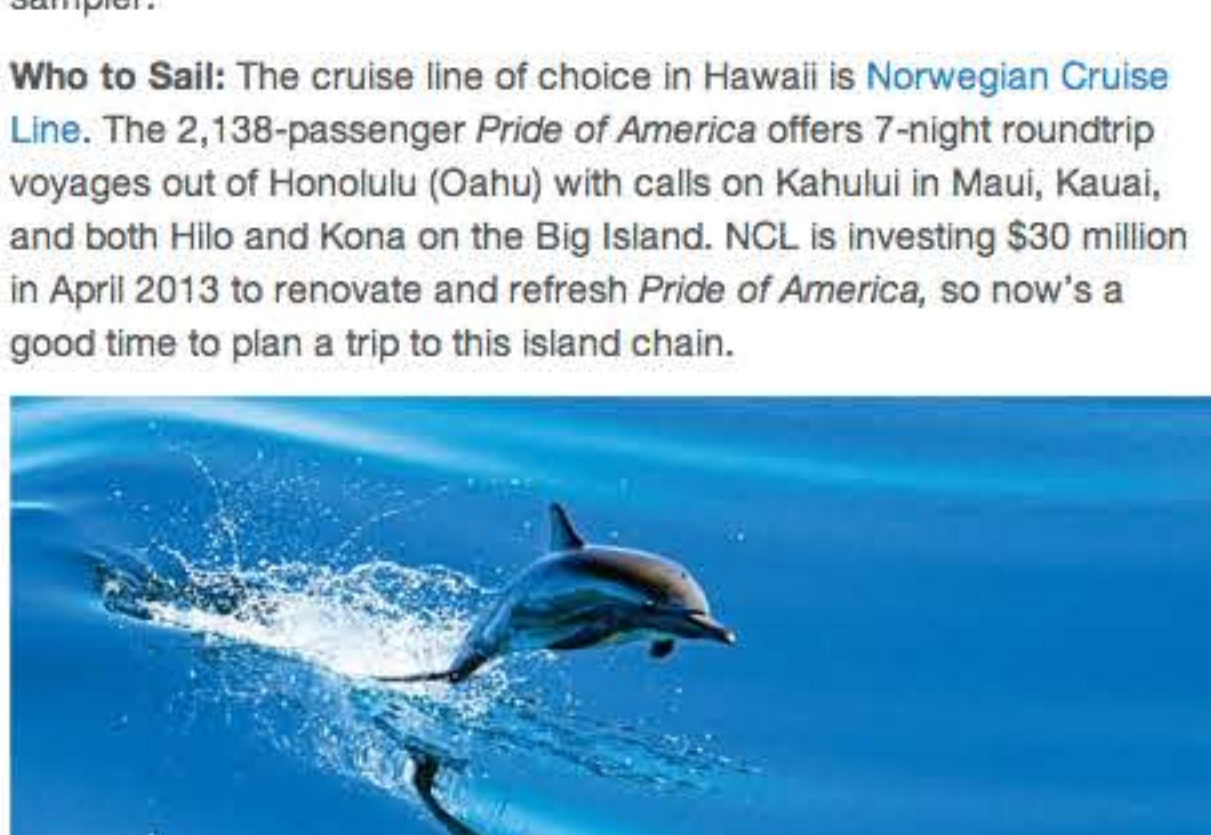 sampler.
Who to Sail: The cruise line of choice in Hawaii is Norwegian Cruise
Line. The 2,138-passenger Pride of America offers 7-night roundtrip
voyages out of Honolulu (Oahu) with calls on Kahului in Maui, Kauai,
and both Hilo and Kona on the Big Island. NCL is investing $30 million
in April 2013 to renovate and refresh Pride of America, so now's a
good time to plan a trip to this island chain.